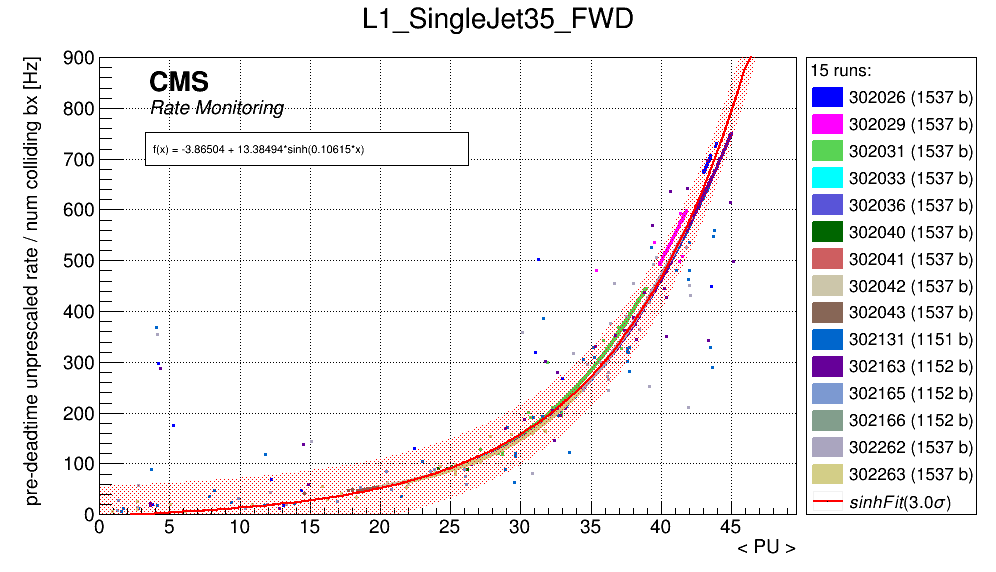 L1_SingleJet35_FWD
pre-deadtime unprescaled rate / num colliding bx [Hz]
900
800
700
600
500
400
300
200
100
0
CMS
Rate Monitoring
f(x) = -3.86504 + 13.38494*sinh(0.10615*x)
0 5 10 15 20 25 30 35 40 45
< PU >
15 runs:
302026 (1537 b)
302029 (1537 b)
302031 (1537 b)
302033 (1537 b)
302036 (1537 b)
302040 (1537 b)
302041 (1537 b)
302042 (1537 b)
302043 (1537 b)
302131 (1151 b)
302163 (1152 b)
302165 (1152 b)
302166 (1152 b)
302262 (1537 b)
302263 (1537 b)
sinhFit(3.0σ)